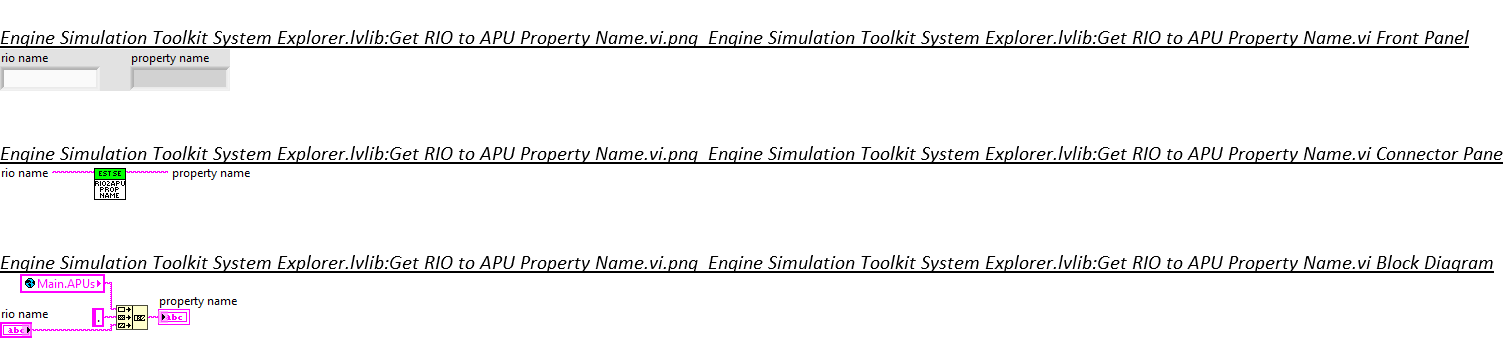 Engine Simulation Toolkit System Explorer.lvlib:Get RIO to APU Property Name.vi.png Engine Simulation Toolkit System Explorer.lvlib:Get RIO to APU Property Name.vi Front Panel
rio name property name
Engine Simulation Toolkit System Explorer.lvlib:Get RIO to APU Property Name.vi.png Engine Simulation Toolkit System Explorer.lvlib:Get RIO to APU Property Name.vi Connector Pane
rio name property name
EST SE
RIO2APU
PROP
NAME
Engine Simulation Toolkit System Explorer.lvlib:Get RIO to APU Property Name.vi.png Engine Simulation Toolkit System Explorer.lvlib:Get RIO to APU Property Name.vi Block Diagram
Main.APUs
property name
rio name
.
abc
abc